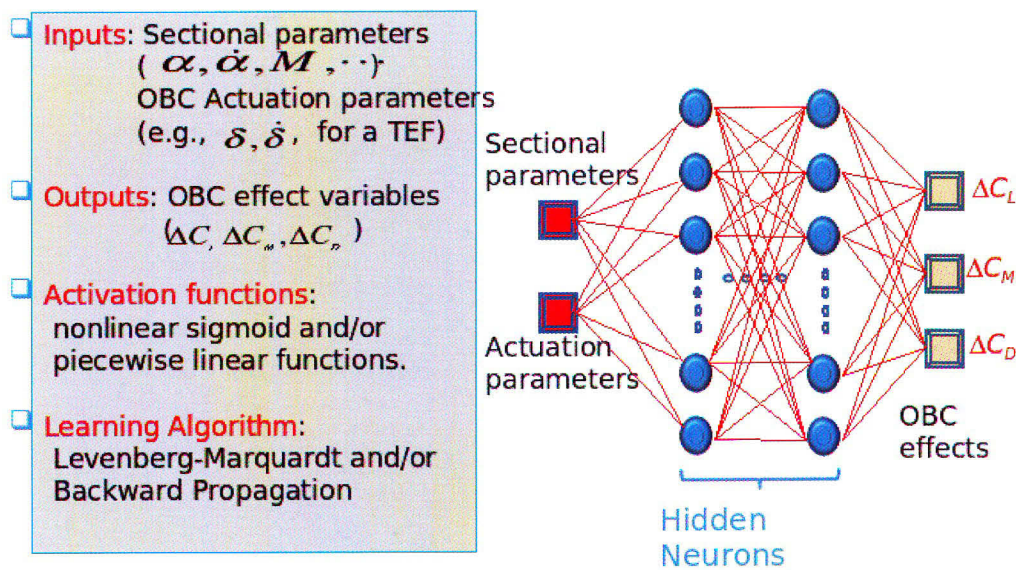 Inputs: Sectional parameters
( α, α̇, M, ··)
OBC Actuation parameters
(e.g., δ, δ̇, for a TEF)
Outputs: OBC effect variables
(ΔC, ΔCₘ, ΔC_D)
Activation functions:
nonlinear sigmoid and/or
piecewise linear functions.
Learning Algorithm:
Levenberg-Marquardt and/or
Backward Propagation
Sectional
parameters
Actuation
parameters
ΔC_L
ΔC_M
ΔC_D
OBC
effects
Hidden
Neurons